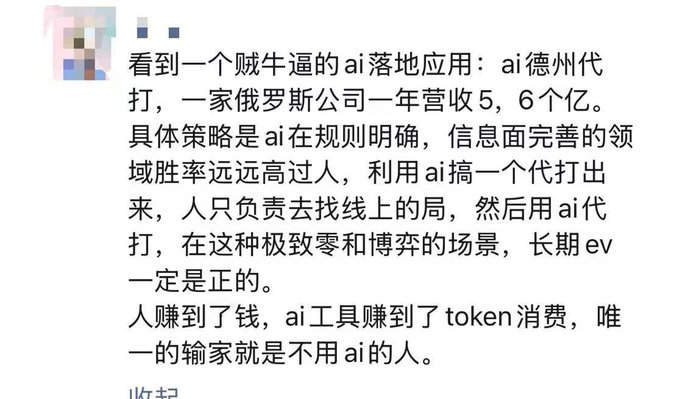 看到一个贼牛逼的ai落地应用：ai德州代
打，一家俄罗斯公司一年营收5，6个亿。
具体策略是ai在规则明确，信息面完善的领
域胜率远远高过人，利用ai搞一个代打出
来，人只负责去找线上的局，然后用ai代
打，在这种极致零和博弈的场景，长期ev
一定是正的。
人赚到了钱，ai工具赚到了token消费，唯
一的输家就是不用ai的人。
收起